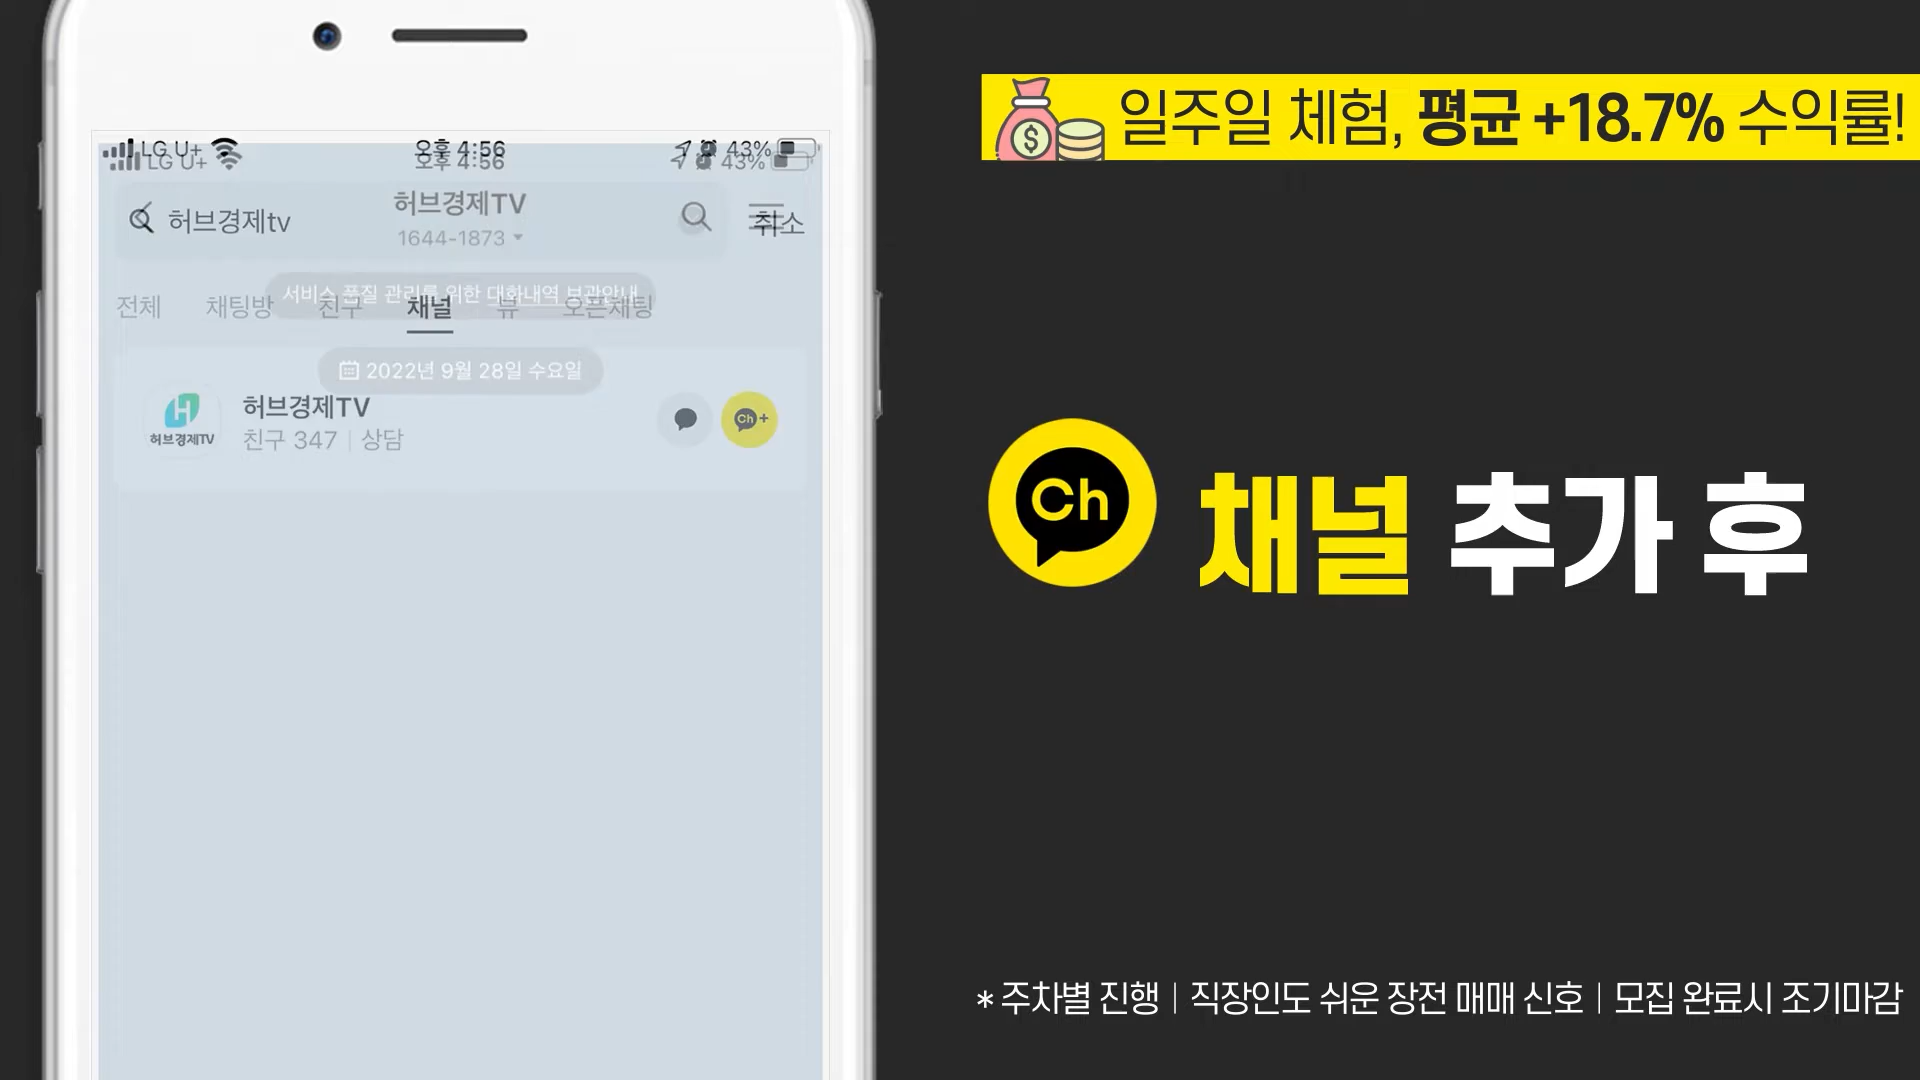 LG U+ 오후 4:56 43%
LG U+ 오후 4:56 43%
허브경제tv
취소
허브경제TV
1644-1873
서비스 품질 관리를 위한 대화내역 보관안내
전체 채팅방 친구 채널 뷰 오픈채팅
2022년 9월 28일 수요일
허브경제TV
허브경제TV
친구 347 | 상담
Ch+
일주일 체험, 평균 +18.7% 수익률!
Ch
채널 추가 후
* 주차별 진행 | 직장인도 쉬운 장전 매매 신호 | 모집 완료시 조기마감